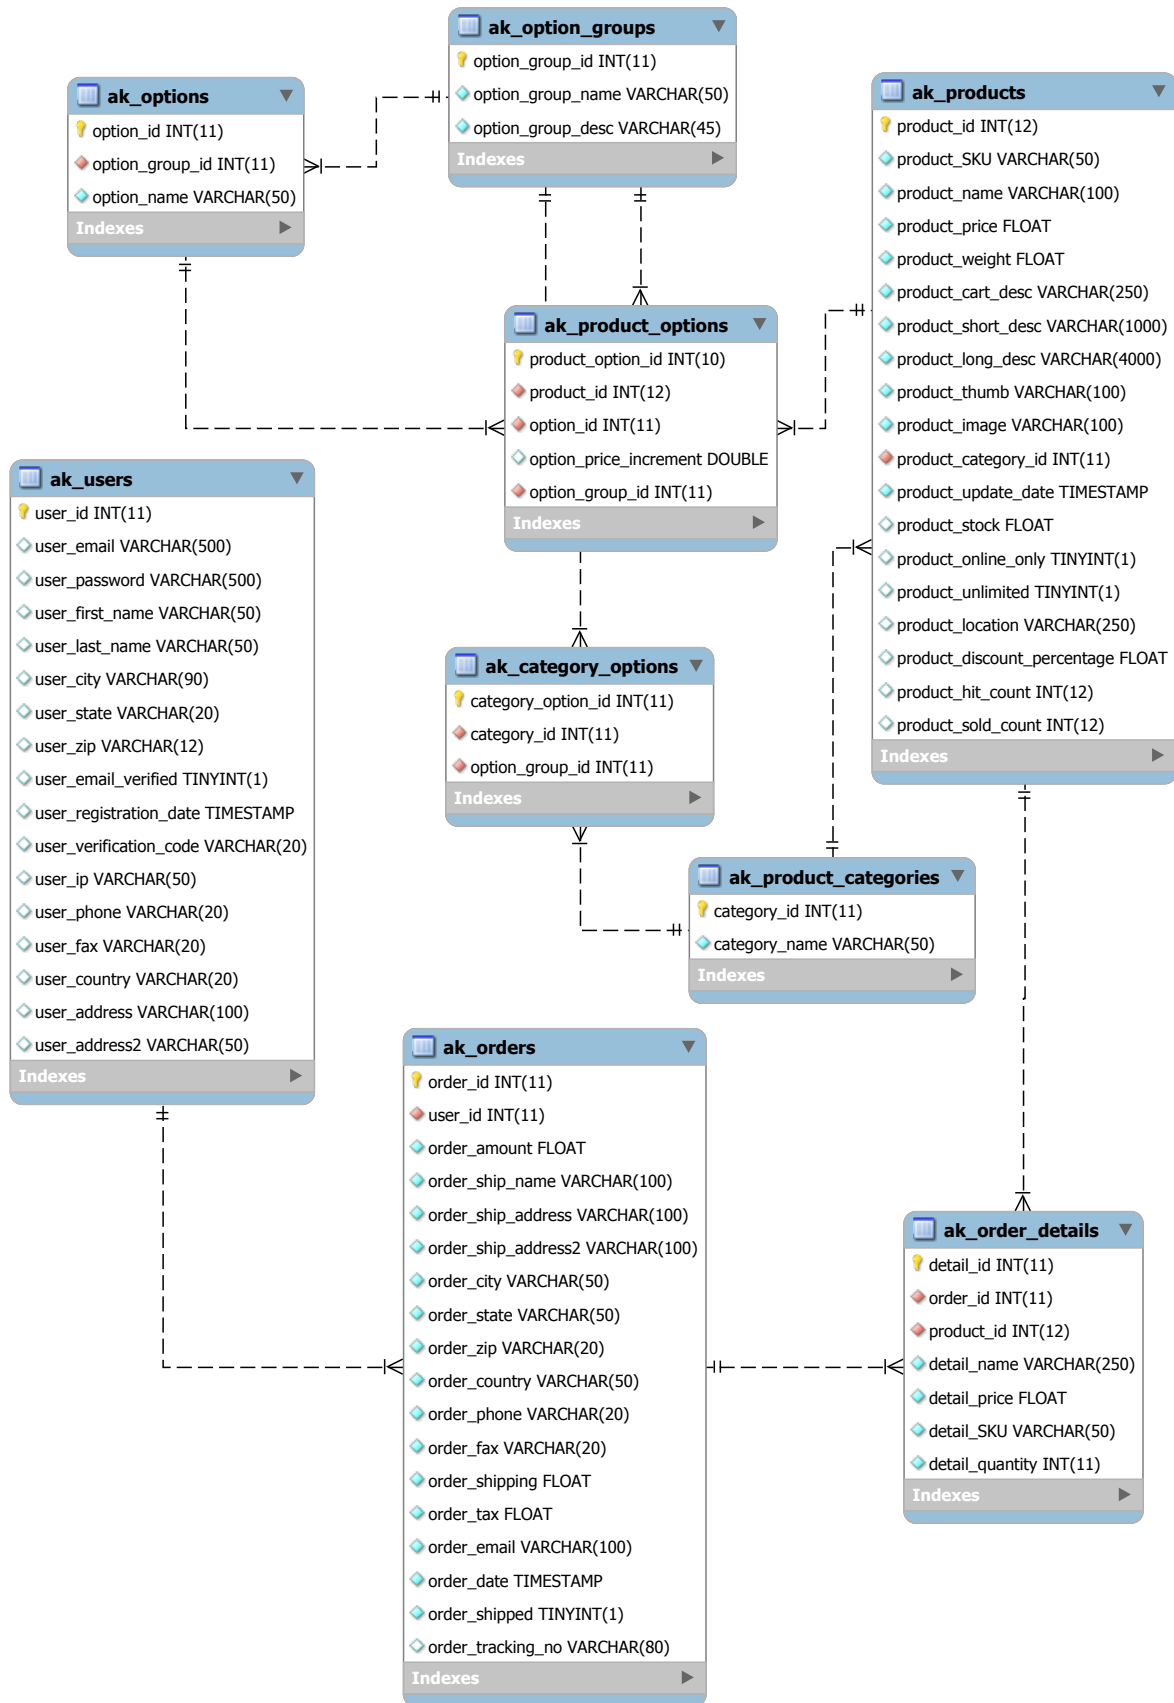 ak_option_groups
option_group_id INT(11)
option_group_name VARCHAR(50)
option_group_desc VARCHAR(45)
Indexes
ak_options
option_id INT(11)
option_group_id INT(11)
option_name VARCHAR(50)
Indexes
ak_products
product_id INT(12)
product_SKU VARCHAR(50)
product_name VARCHAR(100)
product_price FLOAT
product_weight FLOAT
product_cart_desc VARCHAR(250)
product_short_desc VARCHAR(1000)
product_long_desc VARCHAR(4000)
product_thumb VARCHAR(100)
product_image VARCHAR(100)
product_category_id INT(11)
product_update_date TIMESTAMP
product_stock FLOAT
product_online_only TINYINT(1)
product_unlimited TINYINT(1)
product_location VARCHAR(250)
product_discount_percentage FLOAT
product_hit_count INT(12)
product_sold_count INT(12)
Indexes
ak_product_options
product_option_id INT(10)
product_id INT(12)
option_id INT(11)
option_price_increment DOUBLE
option_group_id INT(11)
Indexes
ak_users
user_id INT(11)
user_email VARCHAR(500)
user_password VARCHAR(500)
user_first_name VARCHAR(50)
user_last_name VARCHAR(50)
user_city VARCHAR(90)
user_state VARCHAR(20)
user_zip VARCHAR(12)
user_email_verified TINYINT(1)
user_registration_date TIMESTAMP
user_verification_code VARCHAR(20)
user_ip VARCHAR(50)
user_phone VARCHAR(20)
user_fax VARCHAR(20)
user_country VARCHAR(20)
user_address VARCHAR(100)
user_address2 VARCHAR(50)
Indexes
ak_category_options
category_option_id INT(11)
category_id INT(11)
option_group_id INT(11)
Indexes
ak_product_categories
category_id INT(11)
category_name VARCHAR(50)
Indexes
ak_orders
order_id INT(11)
user_id INT(11)
order_amount FLOAT
order_ship_name VARCHAR(100)
order_ship_address VARCHAR(100)
order_ship_address2 VARCHAR(100)
order_city VARCHAR(50)
order_state VARCHAR(50)
order_zip VARCHAR(20)
order_country VARCHAR(50)
order_phone VARCHAR(20)
order_fax VARCHAR(20)
order_shipping FLOAT
order_tax FLOAT
order_email VARCHAR(100)
order_date TIMESTAMP
order_shipped TINYINT(1)
order_tracking_no VARCHAR(80)
Indexes
ak_order_details
detail_id INT(11)
order_id INT(11)
product_id INT(12)
detail_name VARCHAR(250)
detail_price FLOAT
detail_SKU VARCHAR(50)
detail_quantity INT(11)
Indexes